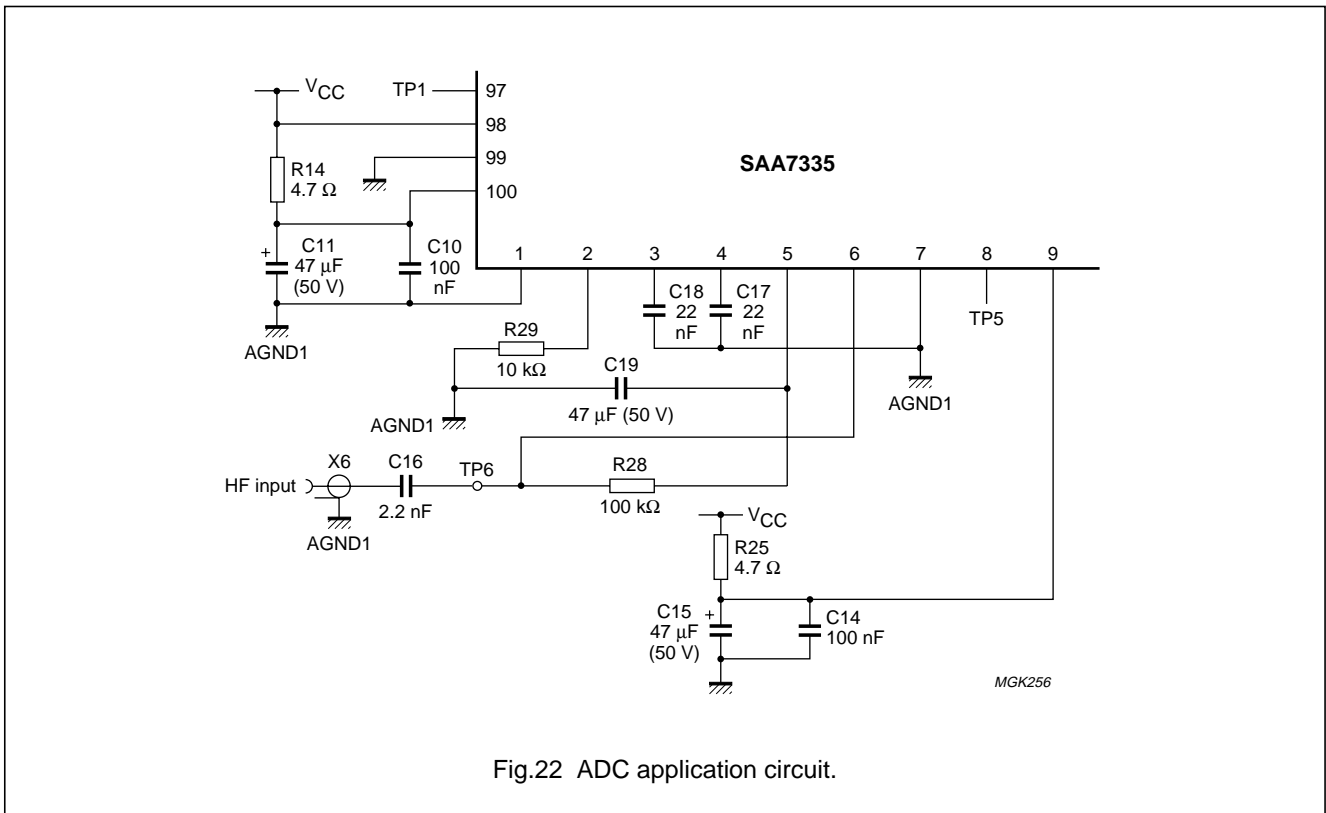 VCC
TP1
97
98
99
100
SAA7335
R14
4.7 Ω
+
C11
47 μF
(50 V)
C10
100
nF
AGND1
1
2
3
4
5
6
7
8
9
C18
22
nF
C17
22
nF
TP5
R29
10 kΩ
C19
47 μF (50 V)
AGND1
AGND1
HF input
X6
C16
2.2 nF
TP6
R28
100 kΩ
AGND1
VCC
R25
4.7 Ω
C15
+
47 μF
(50 V)
C14
100 nF
MGK256
Fig.22 ADC application circuit.